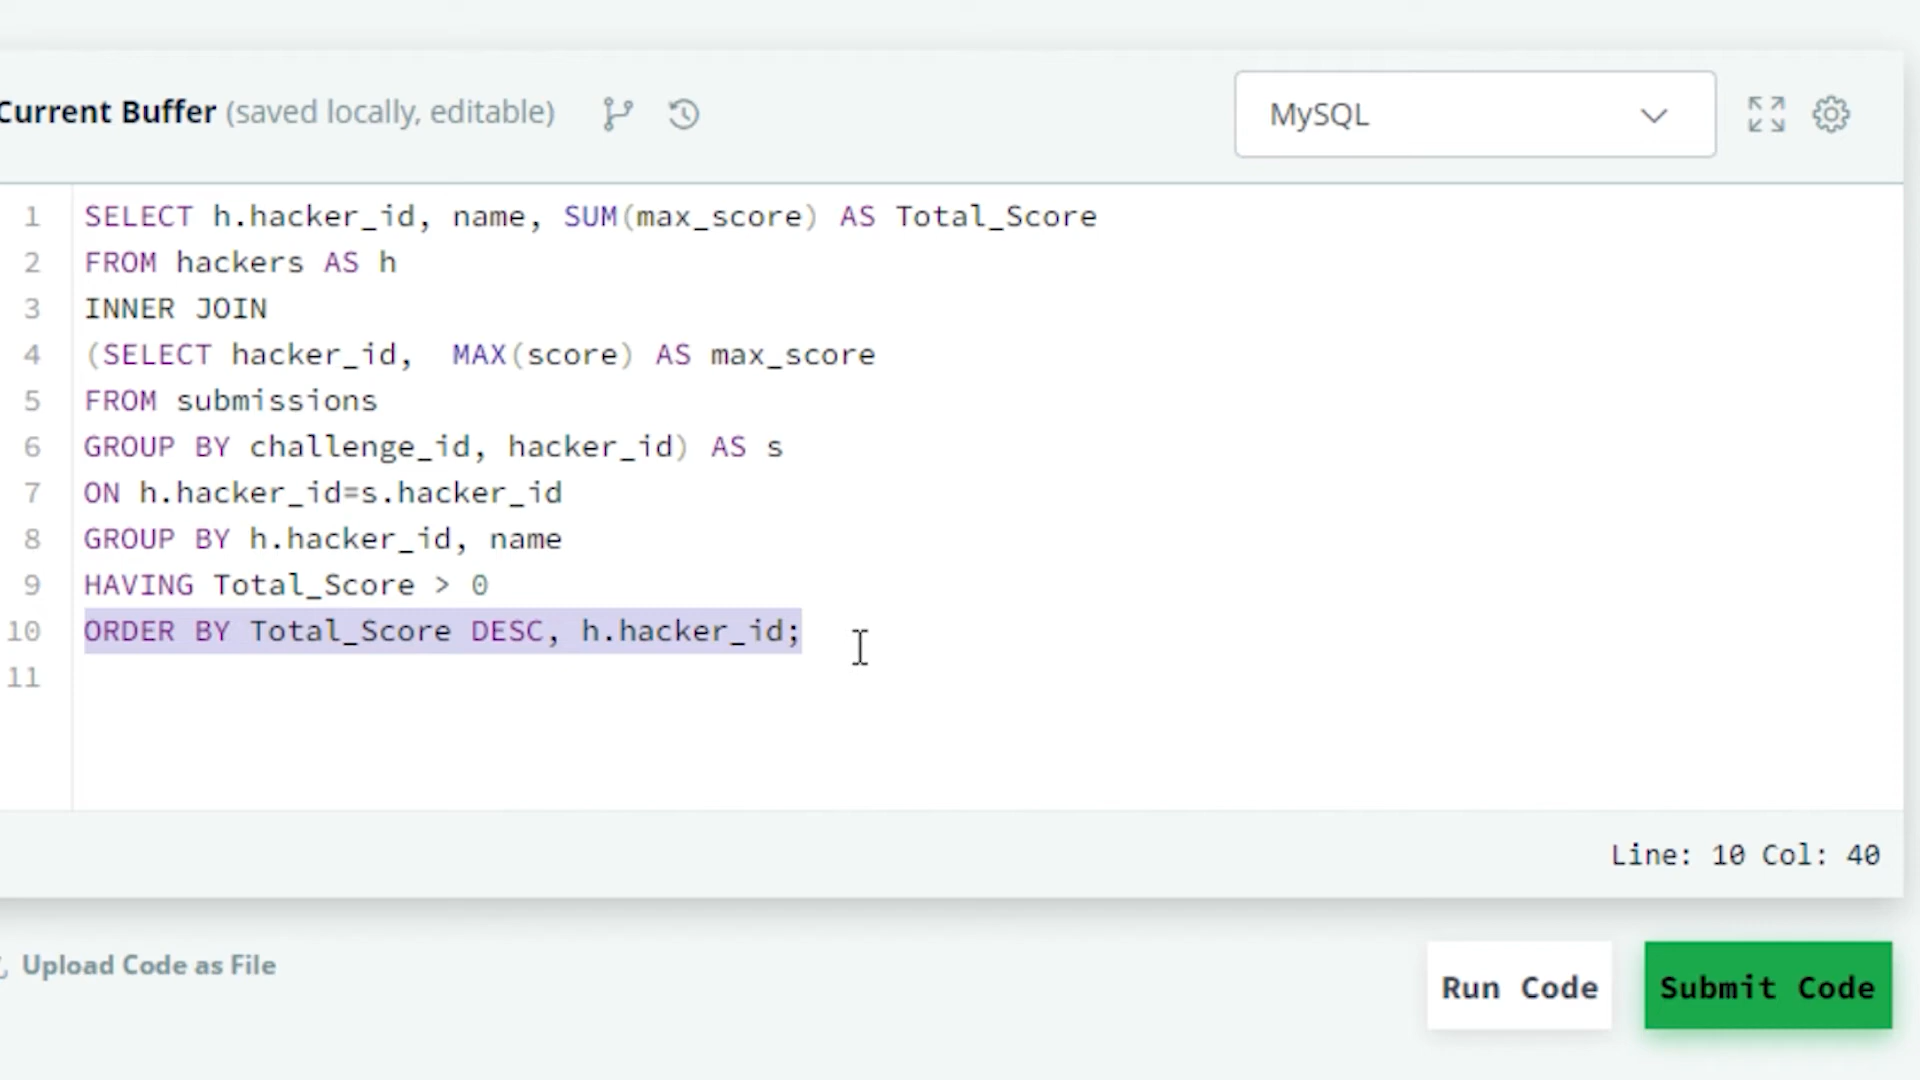 Current Buffer (saved locally, editable)
MySQL
1 SELECT h.hacker_id, name, SUM(max_score) AS Total_Score
2 FROM hackers AS h
3 INNER JOIN
4 (SELECT hacker_id,  MAX(score) AS max_score
5 FROM submissions
6 GROUP BY challenge_id, hacker_id) AS s
7 ON h.hacker_id=s.hacker_id
8 GROUP BY h.hacker_id, name
9 HAVING Total_Score > 0
10 ORDER BY Total_Score DESC, h.hacker_id;
11
Line: 10 Col: 40
Upload Code as File
Run Code
Submit Code